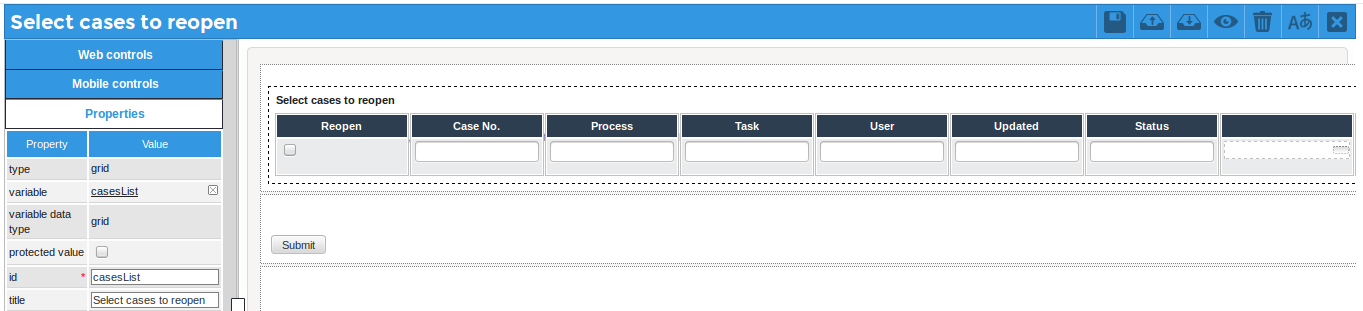 Select cases to reopen
Aあ
Web controls
Mobile controls
Properties
Property Value
type grid
variable casesList
variable data type grid
protected value
id * casesList
title Select cases to reopen
Select cases to reopen
Reopen Case No. Process Task User Updated Status
Submit